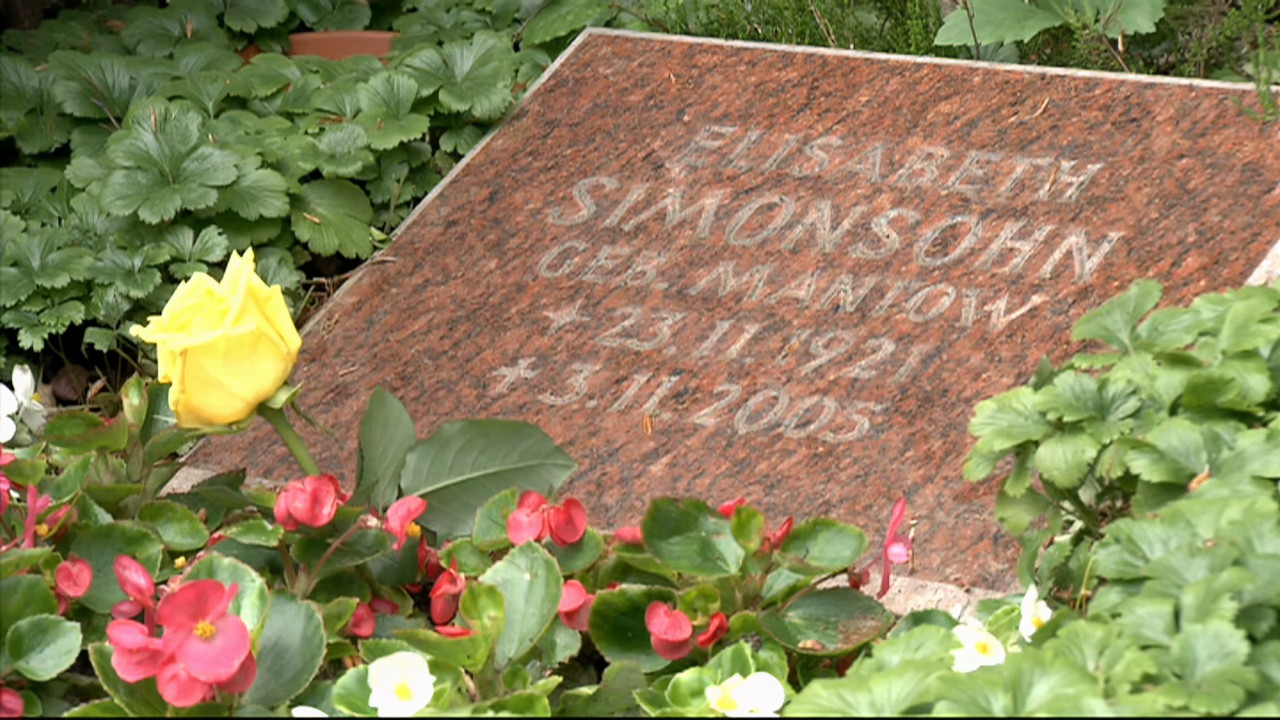 ELISABETH
SIMONSOHN
GEB. MANTOW
* 23.11.1921
+ 3.11.2005